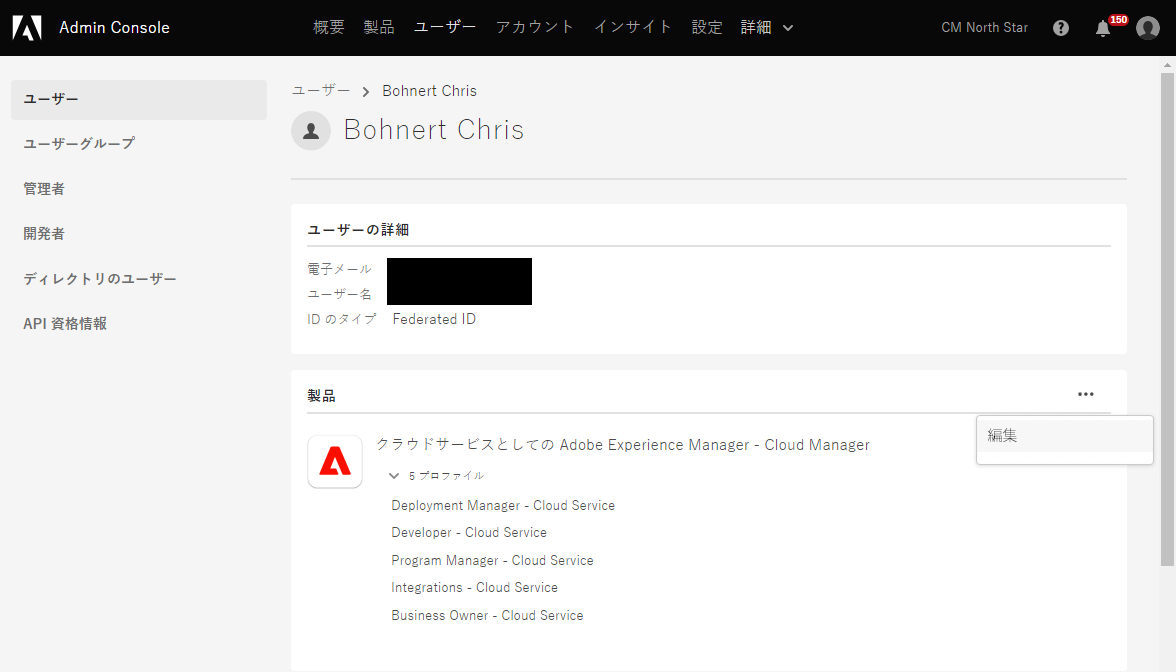 Admin Console 概要 製品 ユーザー アカウント インサイト 設定 詳細 CM North Star 150
ユーザー
ユーザーグループ
管理者
開発者
ディレクトリのユーザー
API 資格情報
ユーザー > Bohnert Chris
Bohnert Chris
ユーザーの詳細
電子メール
ユーザー名
ID のタイプ Federated ID
製品
編集
クラウドサービスとしての Adobe Experience Manager - Cloud Manager
5 プロファイル
Deployment Manager - Cloud Service
Developer - Cloud Service
Program Manager - Cloud Service
Integrations - Cloud Service
Business Owner - Cloud Service